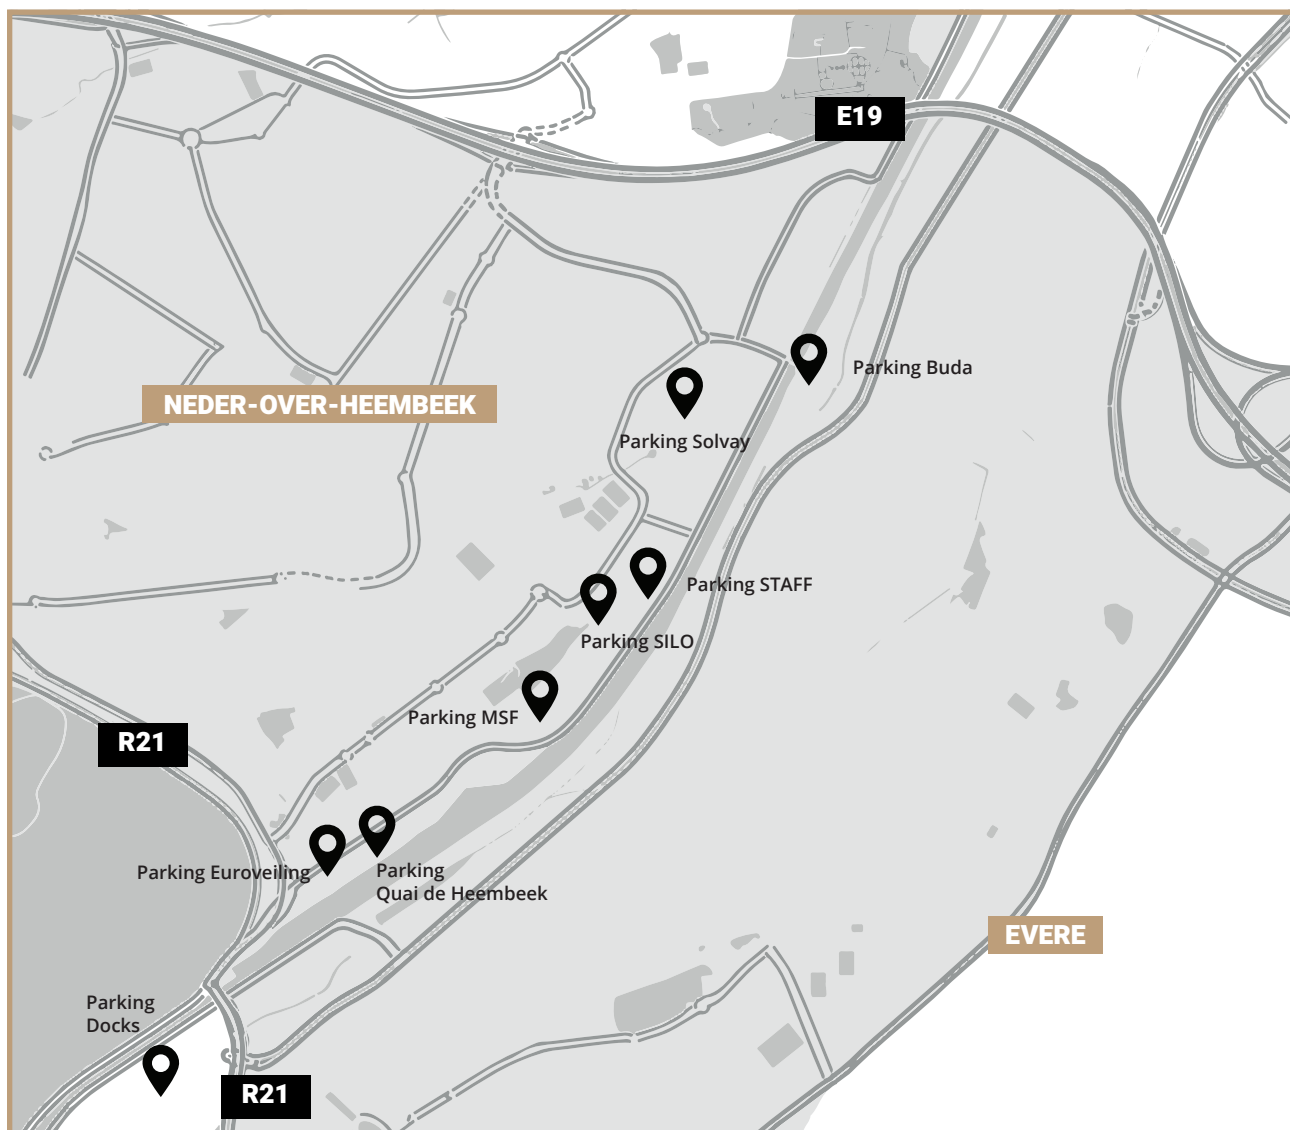 E19
Parking Buda
NEDER-OVER-HEEMBEEK
Parking Solvay
Parking STAFF
Parking SILO
Parking MSF
R21
Parking Euroveiling
Parking
Quai de Heembeek
EVERE
Parking
Docks
R21